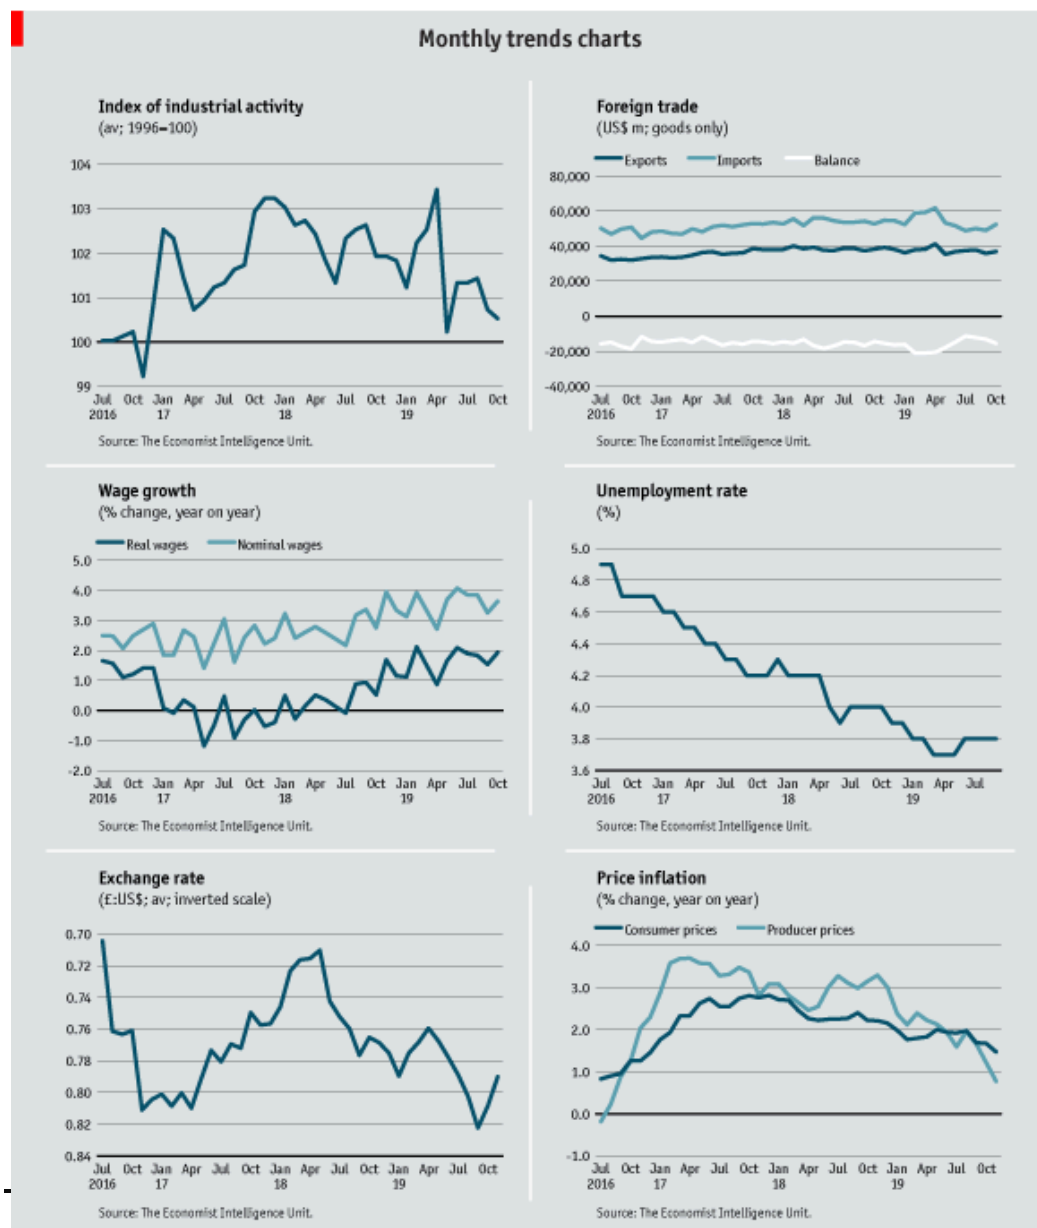 Monthly trends charts
Index of industrial activity
(av; 1996=100)
104
103
102
101
100
99
Jul Oct Jan Apr Jul Oct Jan Apr Jul Oct Jan Apr Jul Oct
2016 17 18 19
Source: The Economist Intelligence Unit.
Foreign trade
(US$ m; goods only)
Exports Imports Balance
80,000
60,000
40,000
20,000
0
-20,000
-40,000
Jul Oct Jan Apr Jul Oct Jan Apr Jul Oct Jan Apr Jul Oct
2016 17 18 19
Source: The Economist Intelligence Unit.
Wage growth
(% change, year on year)
Real wages Nominal wages
5.0
4.0
3.0
2.0
1.0
0.0
-1.0
-2.0
Jul Oct Jan Apr Jul Oct Jan Apr Jul Oct Jan Apr Jul Oct
2016 17 18 19
Source: The Economist Intelligence Unit.
Unemployment rate
(%)
5.0
4.8
4.6
4.4
4.2
4.0
3.8
3.6
Jul Oct Jan Apr Jul Oct Jan Apr Jul Oct Jan Apr Jul
2016 17 18 19
Source: The Economist Intelligence Unit.
Exchange rate
(£:US$; av; inverted scale)
0.70
0.72
0.74
0.76
0.78
0.80
0.82
0.84
Jul Oct Jan Apr Jul Oct Jan Apr Jul Oct Jan Apr Jul Oct
2016 17 18 19
Source: The Economist Intelligence Unit.
Price inflation
(% change, year on year)
Consumer prices Producer prices
4.0
3.0
2.0
1.0
0.0
-1.0
Jul Oct Jan Apr Jul Oct Jan Apr Jul Oct Jan Apr Jul Oct
2016 17 18 19
Source: The Economist Intelligence Unit.